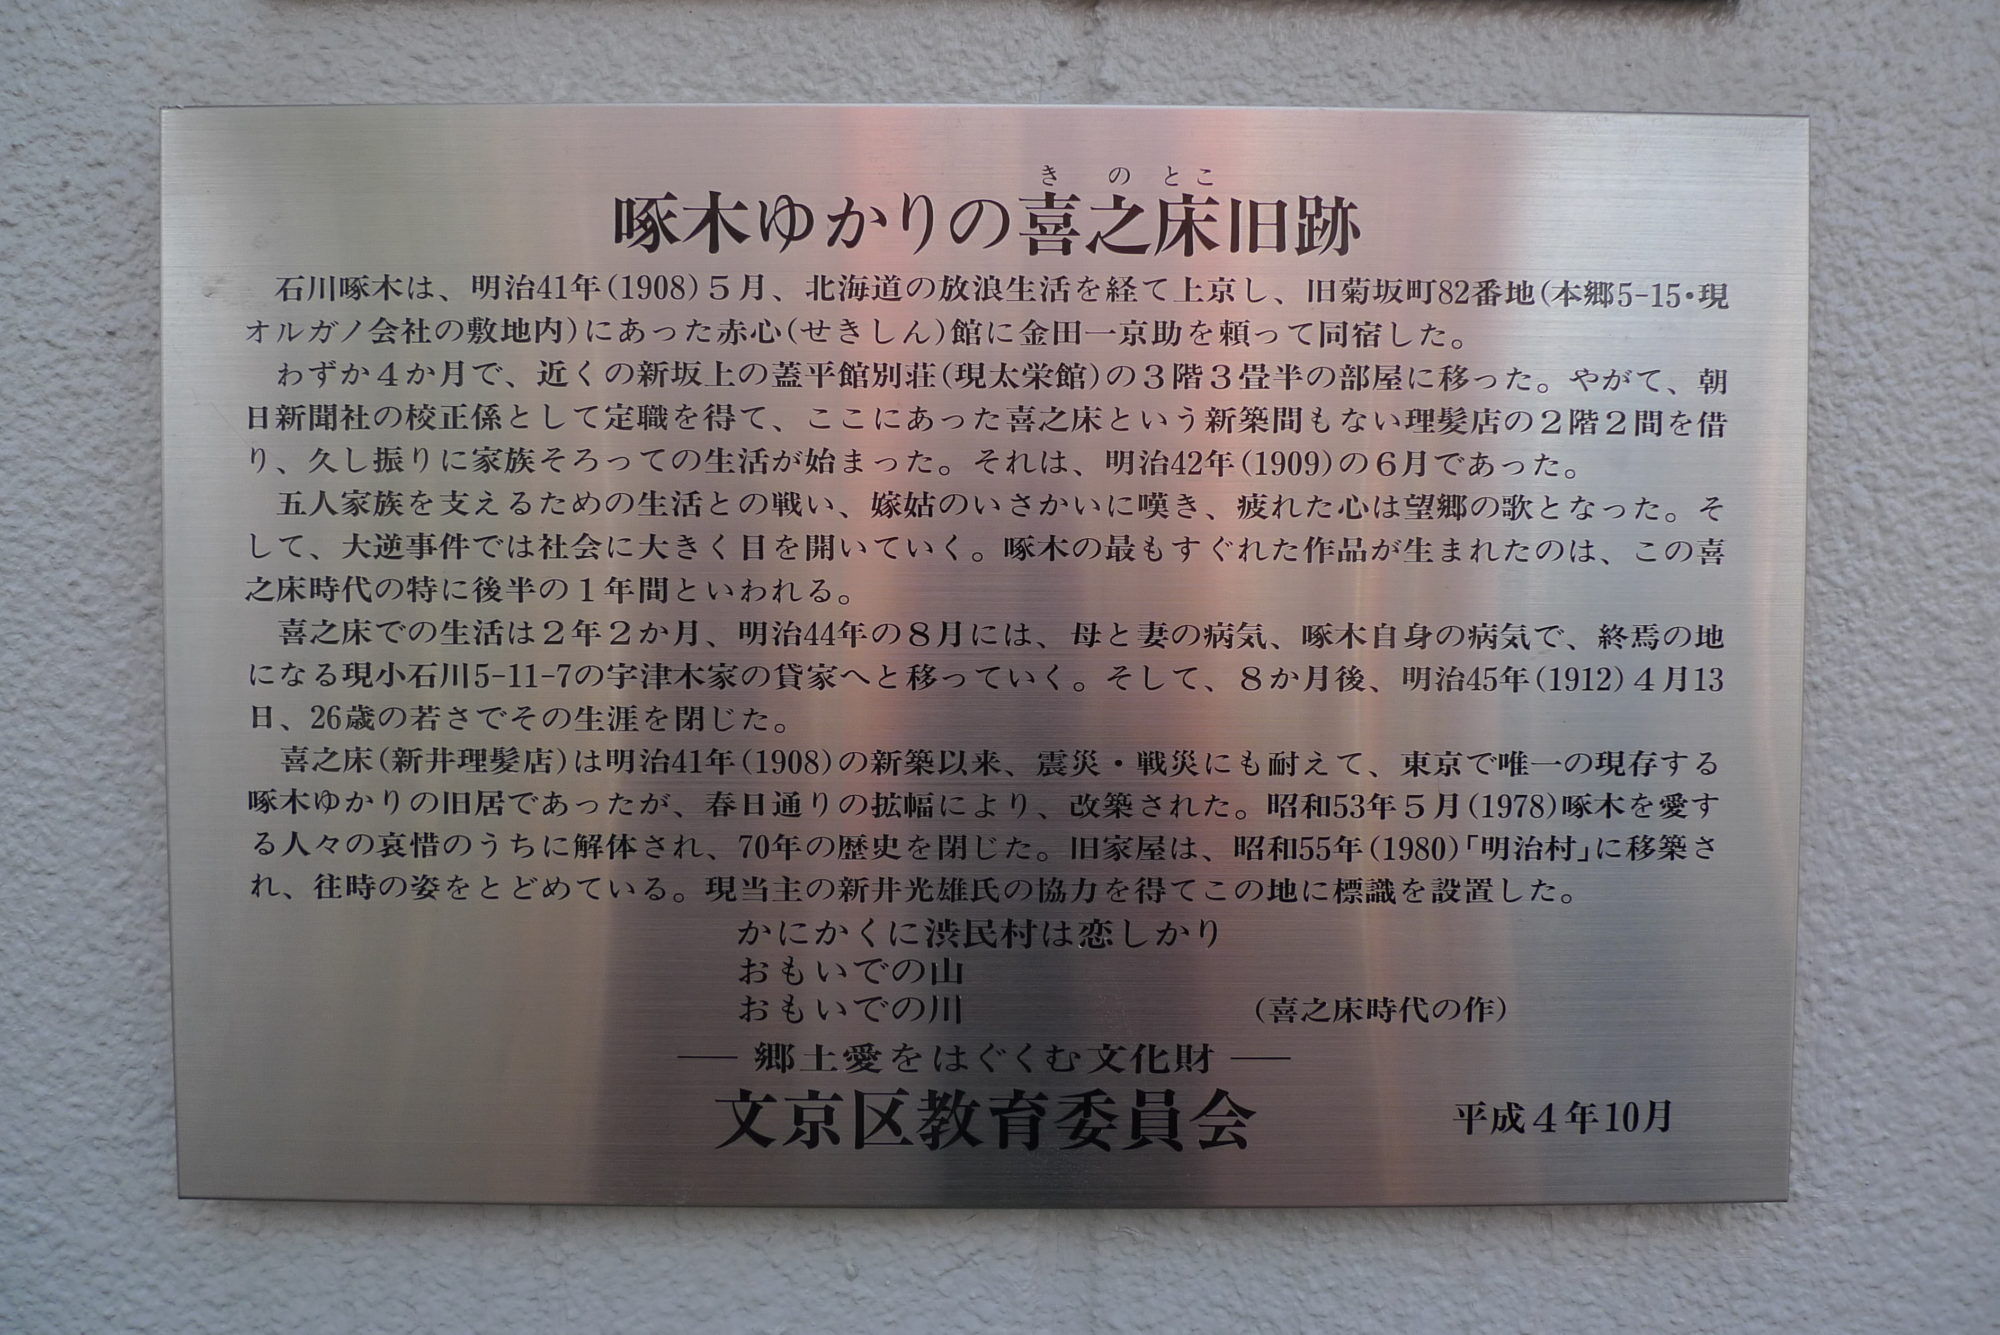 き の とこ
啄木ゆかりの喜之床旧跡
石川啄木は、明治41年(1908)5月、北海道の放浪生活を経て上京し、旧菊坂町82番地(本郷5-15・現
オルガノ会社の敷地内)にあった赤心(せきしん)館に金田一京助を頼って同宿した。
わずか4か月で、近くの新坂上の蓋平館別荘(現太栄館)の3階3畳半の部屋に移った。やがて、朝
日新聞社の校正係として定職を得て、ここにあった喜之床という新築間もない理髪店の2階2間を借
り、久し振りに家族そろっての生活が始まった。それは、明治42年(1909)の6月であった。
五人家族を支えるための生活との戦い、嫁姑のいさかいに嘆き、疲れた心は望郷の歌となった。そ
して、大逆事件では社会に大きく目を開いていく。啄木の最もすぐれた作品が生まれたのは、この喜
之床時代の特に後半の1年間といわれる。
喜之床での生活は2年2か月、明治44年の8月には、母と妻の病気、啄木自身の病気で、終焉の地
になる現小石川5-11-7の宇津木家の貸家へと移っていく。そして、8か月後、明治45年(1912)4月13
日、26歳の若さでその生涯を閉じた。
喜之床(新井理髪店)は明治41年(1908)の新築以来、震災・戦災にも耐えて、東京で唯一の現存する
啄木ゆかりの旧居であったが、春日通りの拡幅により、改築された。昭和53年5月(1978)啄木を愛す
る人々の哀惜のうちに解体され、70年の歴史を閉じた。旧家屋は、昭和55年(1980)「明治村」に移築さ
れ、往時の姿をとどめている。現当主の新井光雄氏の協力を得てこの地に標識を設置した。
かにかくに渋民村は恋しかり
おもいでの山
おもいでの川 (喜之床時代の作)
― 郷土愛をはぐくむ文化財 ―
文京区教育委員会 平成4年10月